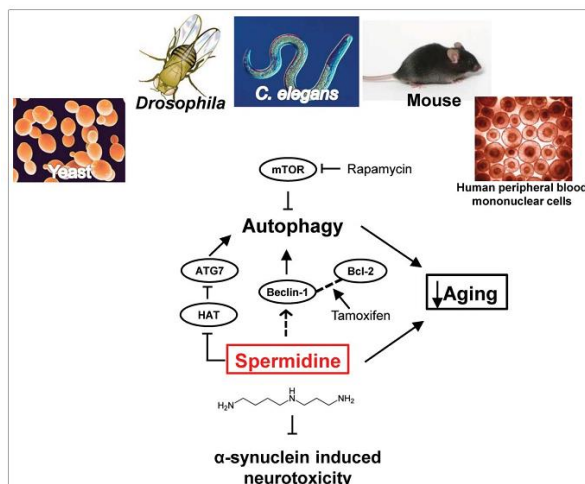 Drosophila
C. elegans
Mouse
Yeast
Human peripheral blood
mononuclear cells
mTOR
Rapamycin
Autophagy
ATG7
Bcl-2
Beclin-1
Aging
HAT
Tamoxifen
Spermidine
H
H₂N
N
NH₂
α-synuclein induced
neurotoxicity